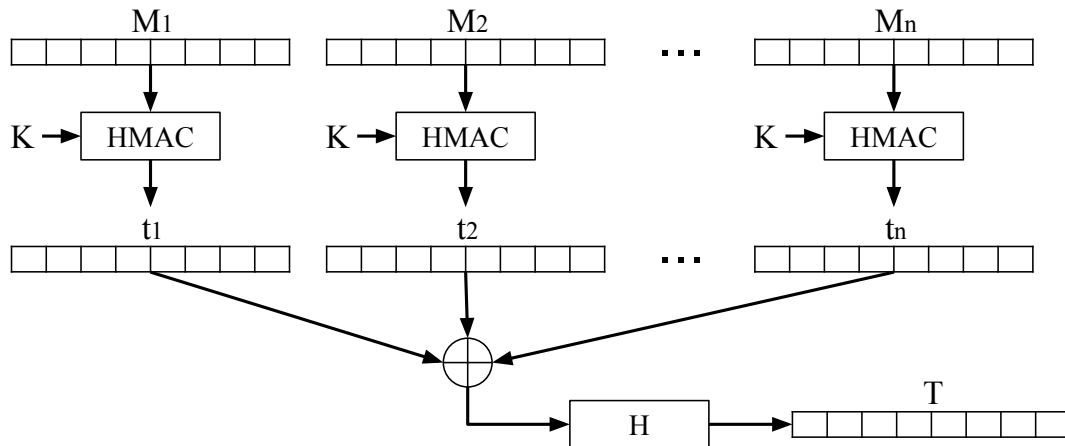 M1 M2 ... Mn
K HMAC K HMAC K HMAC
t1 t2 ... tn
T
H